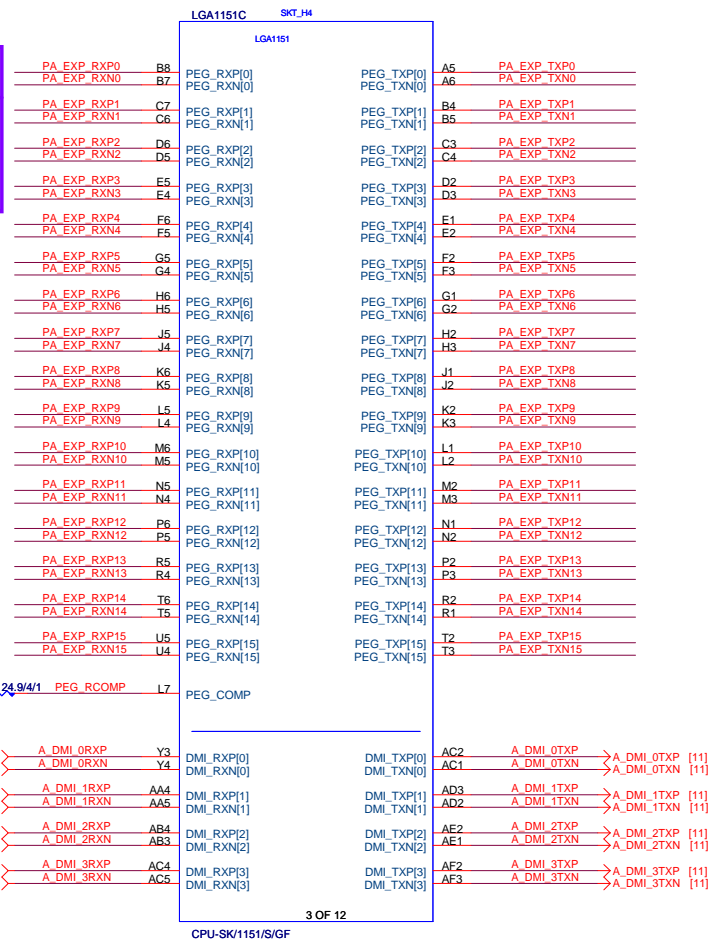 LGA1151C SKT_H4
LGA1151
PA_EXP_RXP0 B8 PEG_RXP[0] PEG_TXP[0] A5 PA_EXP_TXP0
PA_EXP_RXN0 B7 PEG_RXN[0] PEG_TXN[0] A6 PA_EXP_TXN0
PA_EXP_RXP1 C7 PEG_RXP[1] PEG_TXP[1] B4 PA_EXP_TXP1
PA_EXP_RXN1 C6 PEG_RXN[1] PEG_TXN[1] B5 PA_EXP_TXN1
PA_EXP_RXP2 D6 PEG_RXP[2] PEG_TXP[2] C3 PA_EXP_TXP2
PA_EXP_RXN2 D5 PEG_RXN[2] PEG_TXN[2] C4 PA_EXP_TXN2
PA_EXP_RXP3 E5 PEG_RXP[3] PEG_TXP[3] D2 PA_EXP_TXP3
PA_EXP_RXN3 E4 PEG_RXN[3] PEG_TXN[3] D3 PA_EXP_TXN3
PA_EXP_RXP4 F6 PEG_RXP[4] PEG_TXP[4] E1 PA_EXP_TXP4
PA_EXP_RXN4 F5 PEG_RXN[4] PEG_TXN[4] E2 PA_EXP_TXN4
PA_EXP_RXP5 G5 PEG_RXP[5] PEG_TXP[5] F2 PA_EXP_TXP5
PA_EXP_RXN5 G4 PEG_RXN[5] PEG_TXN[5] F3 PA_EXP_TXN5
PA_EXP_RXP6 H6 PEG_RXP[6] PEG_TXP[6] G1 PA_EXP_TXP6
PA_EXP_RXN6 H5 PEG_RXN[6] PEG_TXN[6] G2 PA_EXP_TXN6
PA_EXP_RXP7 J5 PEG_RXP[7] PEG_TXP[7] H2 PA_EXP_TXP7
PA_EXP_RXN7 J4 PEG_RXN[7] PEG_TXN[7] H3 PA_EXP_TXN7
PA_EXP_RXP8 K6 PEG_RXP[8] PEG_TXP[8] J1 PA_EXP_TXP8
PA_EXP_RXN8 K5 PEG_RXN[8] PEG_TXN[8] J2 PA_EXP_TXN8
PA_EXP_RXP9 L5 PEG_RXP[9] PEG_TXP[9] K2 PA_EXP_TXP9
PA_EXP_RXN9 L4 PEG_RXN[9] PEG_TXN[9] K3 PA_EXP_TXN9
PA_EXP_RXP10 M6 PEG_RXP[10] PEG_TXP[10] L1 PA_EXP_TXP10
PA_EXP_RXN10 M5 PEG_RXN[10] PEG_TXN[10] L2 PA_EXP_TXN10
PA_EXP_RXP11 N5 PEG_RXP[11] PEG_TXP[11] M2 PA_EXP_TXP11
PA_EXP_RXN11 N4 PEG_RXN[11] PEG_TXN[11] M3 PA_EXP_TXN11
PA_EXP_RXP12 P6 PEG_RXP[12] PEG_TXP[12] N1 PA_EXP_TXP12
PA_EXP_RXN12 P5 PEG_RXN[12] PEG_TXN[12] N2 PA_EXP_TXN12
PA_EXP_RXP13 R5 PEG_RXP[13] PEG_TXP[13] P2 PA_EXP_TXP13
PA_EXP_RXN13 R4 PEG_RXN[13] PEG_TXN[13] P3 PA_EXP_TXN13
PA_EXP_RXP14 T6 PEG_RXP[14] PEG_TXP[14] R2 PA_EXP_TXP14
PA_EXP_RXN14 T5 PEG_RXN[14] PEG_TXN[14] R1 PA_EXP_TXN14
PA_EXP_RXP15 U5 PEG_RXP[15] PEG_TXP[15] T2 PA_EXP_TXP15
PA_EXP_RXN15 U4 PEG_RXN[15] PEG_TXN[15] T3 PA_EXP_TXN15
24.9/4/1 PEG_RCOMP L7 PEG_COMP
A_DMI_0RXP Y3 DMI_RXP[0] DMI_TXP[0] AC2 A_DMI_0TXP A_DMI_0TXP [11]
A_DMI_0RXN Y4 DMI_RXN[0] DMI_TXN[0] AC1 A_DMI_0TXN A_DMI_0TXN [11]
A_DMI_1RXP AA4 DMI_RXP[1] DMI_TXP[1] AD3 A_DMI_1TXP A_DMI_1TXP [11]
A_DMI_1RXN AA5 DMI_RXN[1] DMI_TXN[1] AD2 A_DMI_1TXN A_DMI_1TXN [11]
A_DMI_2RXP AB4 DMI_RXP[2] DMI_TXP[2] AE2 A_DMI_2TXP A_DMI_2TXP [11]
A_DMI_2RXN AB3 DMI_RXN[2] DMI_TXN[2] AE1 A_DMI_2TXN A_DMI_2TXN [11]
A_DMI_3RXP AC4 DMI_RXP[3] DMI_TXP[3] AF2 A_DMI_3TXP A_DMI_3TXP [11]
A_DMI_3RXN AC5 DMI_RXN[3] DMI_TXN[3] AF3 A_DMI_3TXN A_DMI_3TXN [11]
3 OF 12
CPU-SK/1151/S/GF